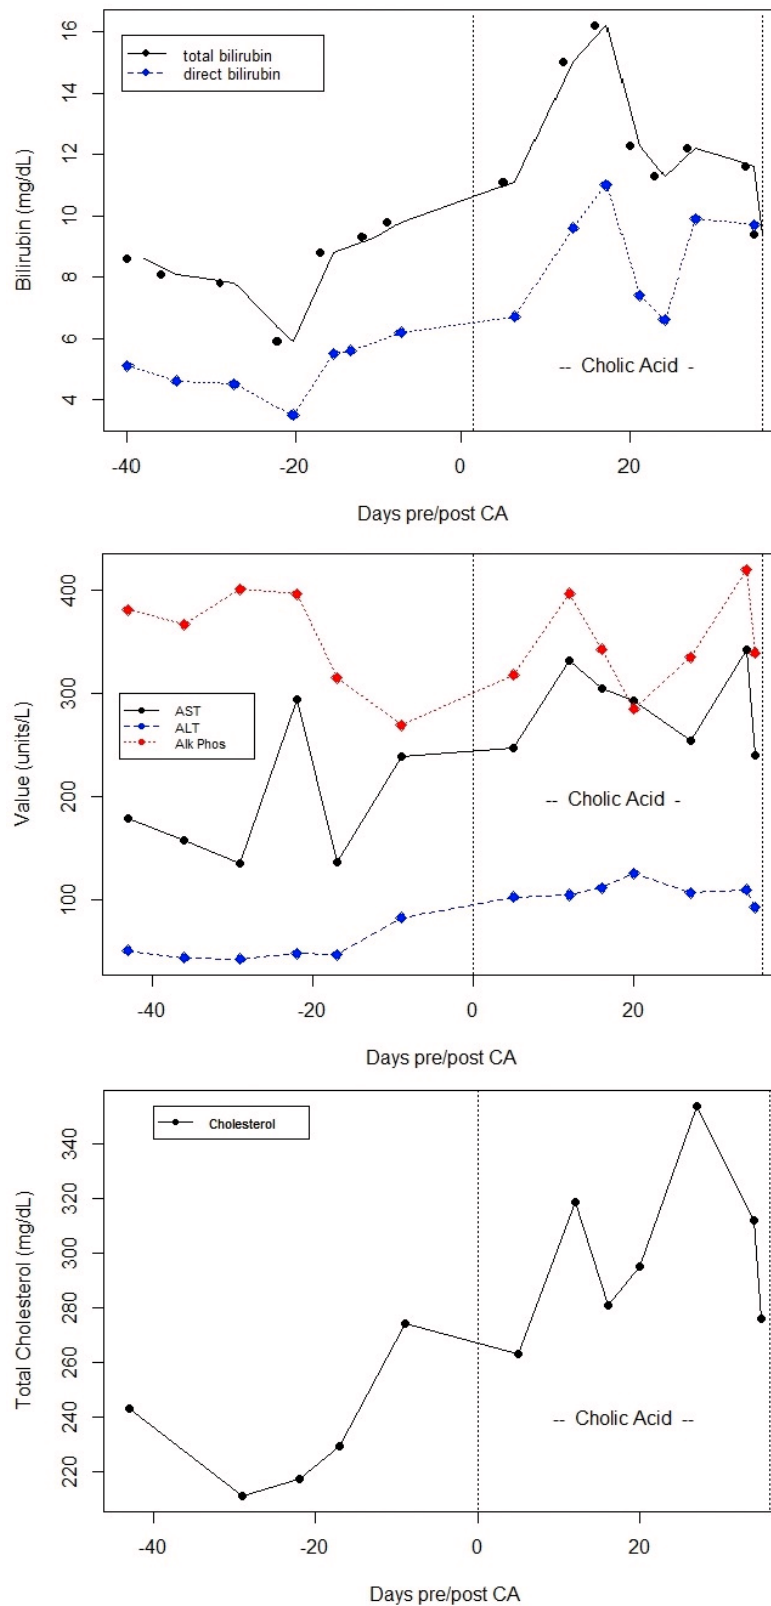 16
14
12
10
8
6
4
Bilirubin (mg/dL)
total bilirubin
direct bilirubin
-- Cholic Acid -
-40 -20 0 20
Days pre/post CA
400
300
200
100
Value (units/L)
AST
ALT
Alk Phos
-- Cholic Acid -
-40 -20 0 20
Days pre/post CA
340
320
300
280
260
240
220
Total Cholesterol (mg/dL)
Cholesterol
-- Cholic Acid --
-40 -20 0 20
Days pre/post CA